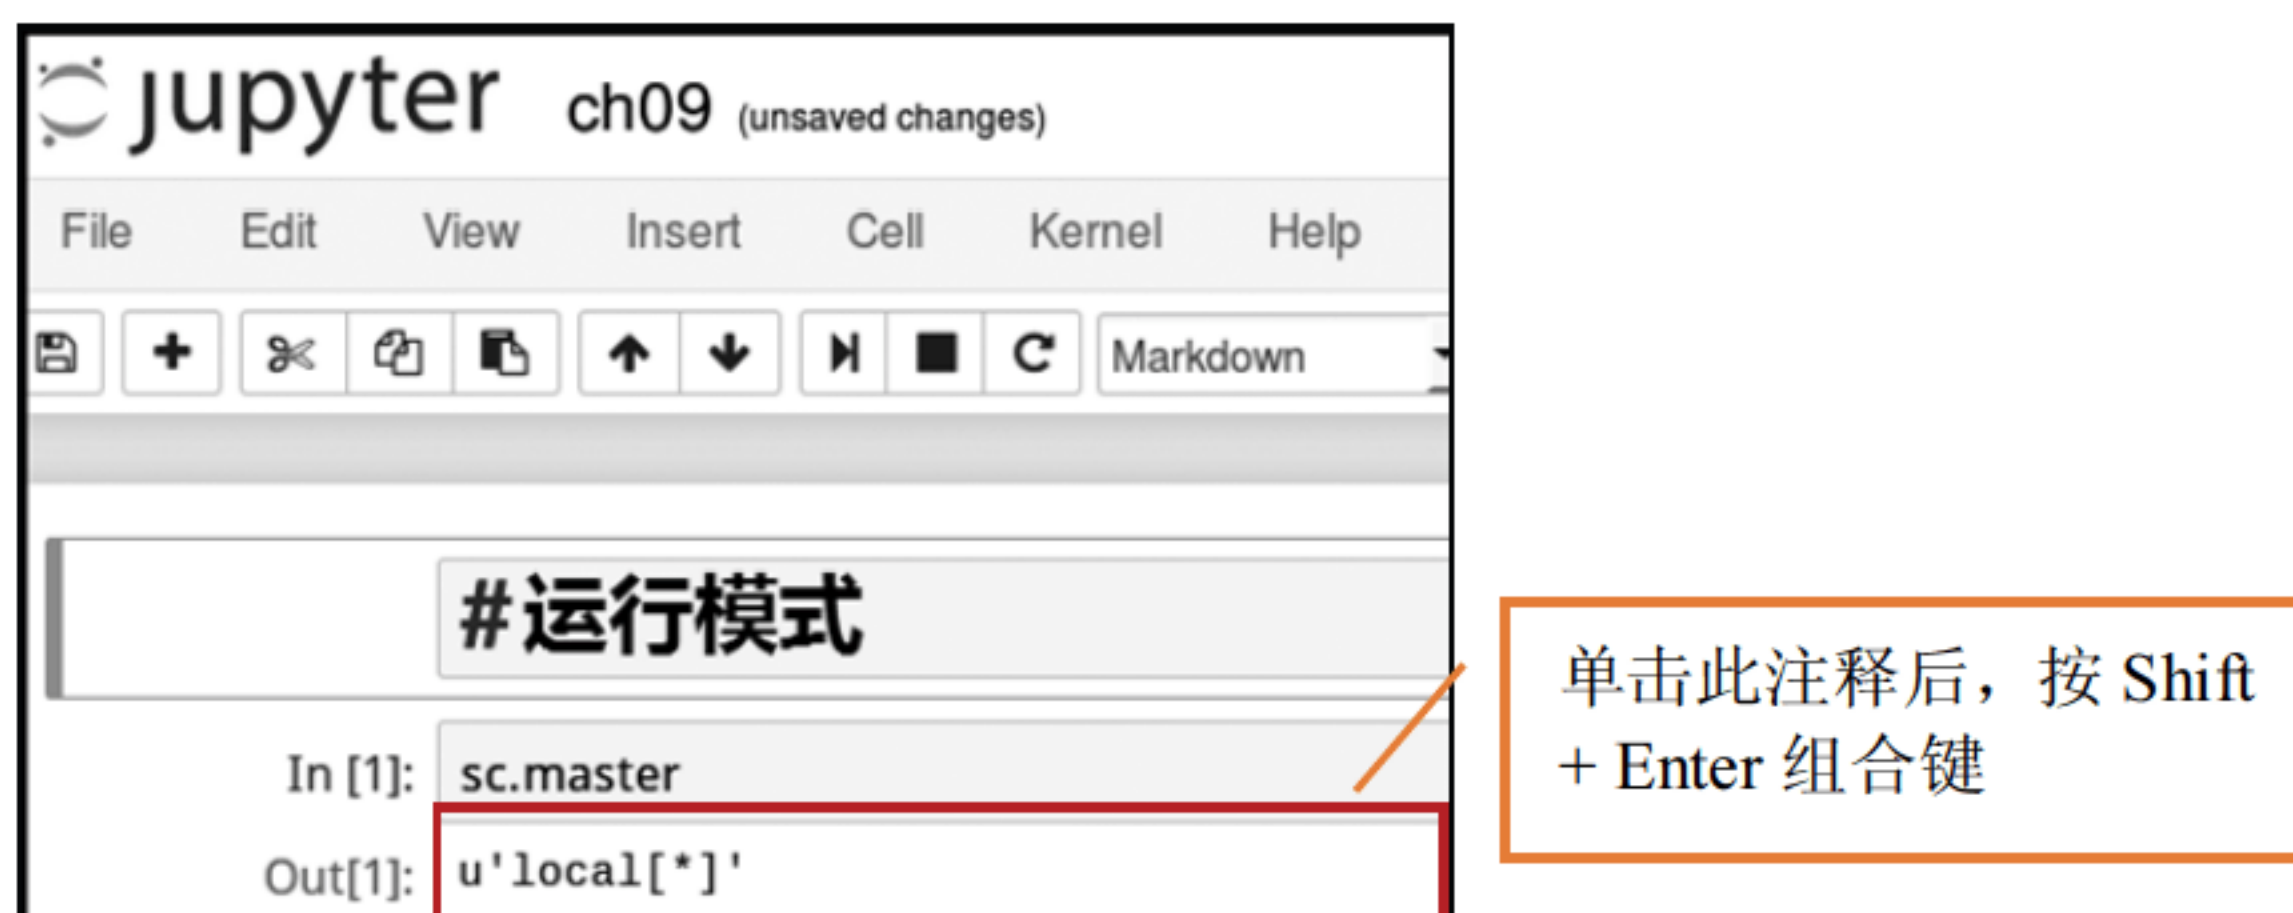 jupyter ch09 (unsaved changes)
File Edit View Insert Cell Kernel Help
Markdown
#运行模式
In [1]: sc.master
Out[1]: u'local[*]'
单击此注释后，按 Shift
+ Enter 组合键